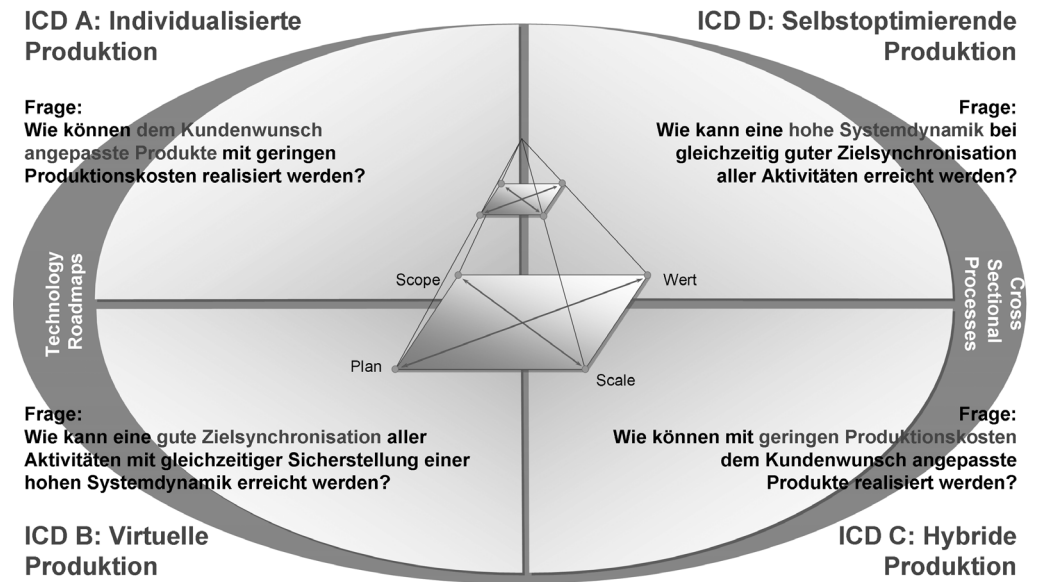 ICD A: Individualisierte
Produktion
Frage:
Wie können dem Kundenwunsch
angepasste Produkte mit geringen
Produktionskosten realisiert werden?
ICD D: Selbstoptimierende
Produktion
Frage:
Wie kann eine hohe Systemdynamik bei
gleichzeitig guter Zielsynchronisation
aller Aktivitäten erreicht werden?
Technology
Roadmaps
Scope
Wert
Plan
Scale
Cross
Sectional
Processes
Frage:
Wie kann eine gute Zielsynchronisation aller
Aktivitäten mit gleichzeitiger Sicherstellung einer
hohen Systemdynamik erreicht werden?
ICD B: Virtuelle
Produktion
Frage:
Wie können mit geringen Produktionskosten
dem Kundenwunsch angepasste
Produkte realisiert werden?
ICD C: Hybride
Produktion